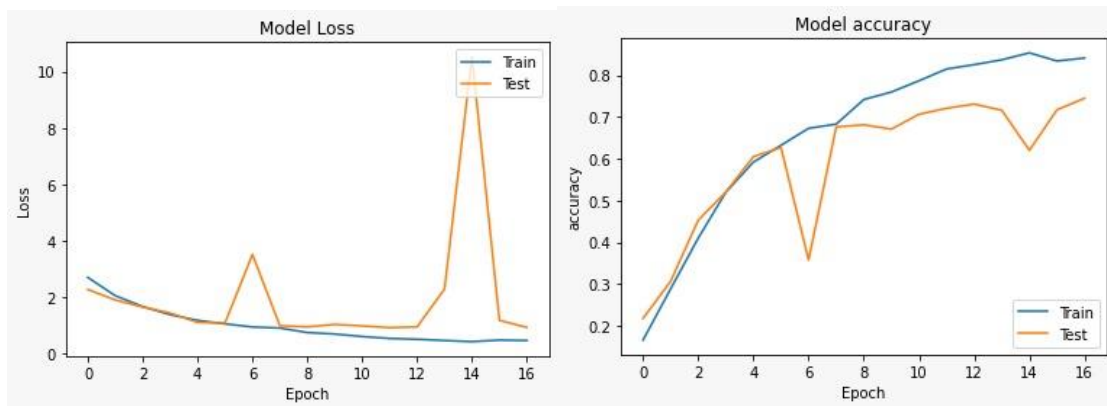 Model Loss
10
8
6
4
2
0
Loss
Train
Test
0 2 4 6 8 10 12 14 16
Epoch
Model accuracy
0.8
0.7
0.6
0.5
0.4
0.3
0.2
accuracy
Train
Test
0 2 4 6 8 10 12 14 16
Epoch